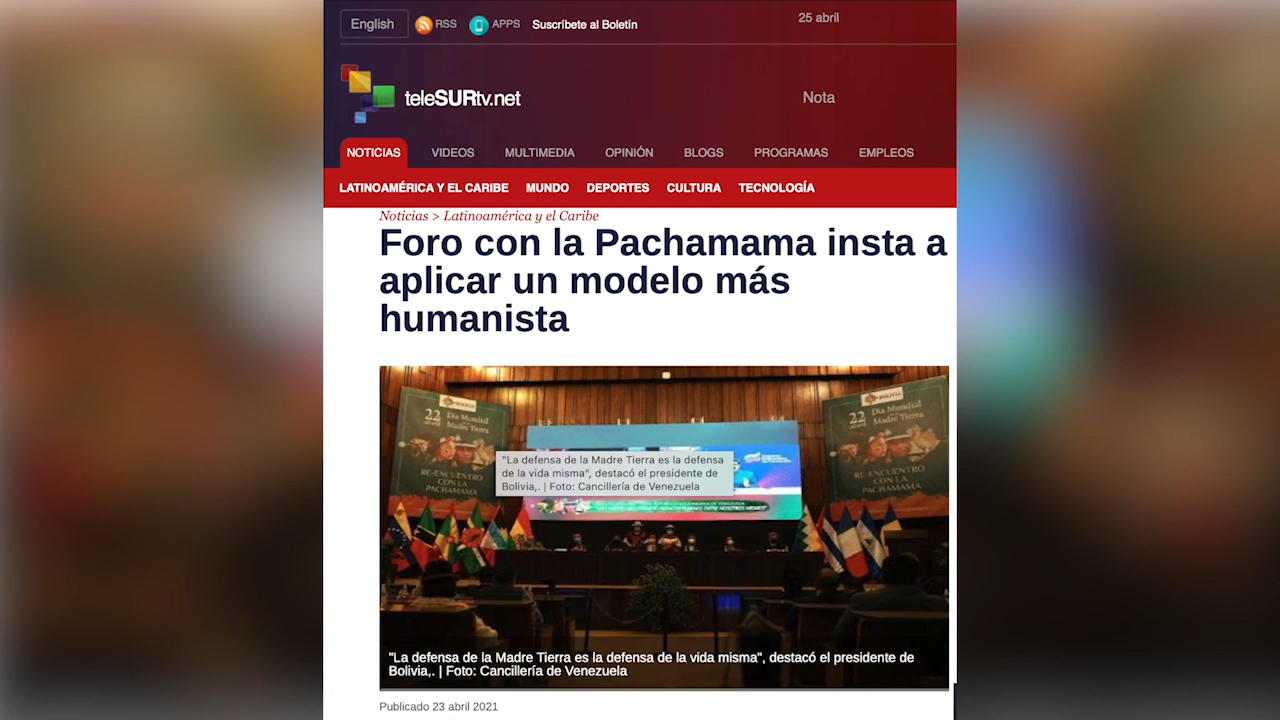 English
RSS
APPS
Suscríbete al Boletín
25 abril
teleSURtv.net
Nota
NOTICIAS VIDEOS MULTIMEDIA OPINIÓN BLOGS PROGRAMAS EMPLEOS
LATINOAMÉRICA Y EL CARIBE MUNDO DEPORTES CULTURA TECNOLOGÍA
Noticias > Latinoamérica y el Caribe
Foro con la Pachamama insta a
aplicar un modelo más
humanista
22
abril
Día Mundial
Madre Tierra
RE-ENCUENTRO
CON LA
PACHAMAMA
"La defensa de la Madre Tierra es la defensa
de la vida misma", destacó el presidente de
Bolivia,. | Foto: Cancillería de Venezuela
22
abril
Día Mundial
Madre Tierra
RE-ENCUENTRO
CON LA
PACHAMAMA
"La defensa de la Madre Tierra es la defensa de la vida misma", destacó el presidente de
Bolivia,. | Foto: Cancillería de Venezuela
Publicado 23 abril 2021